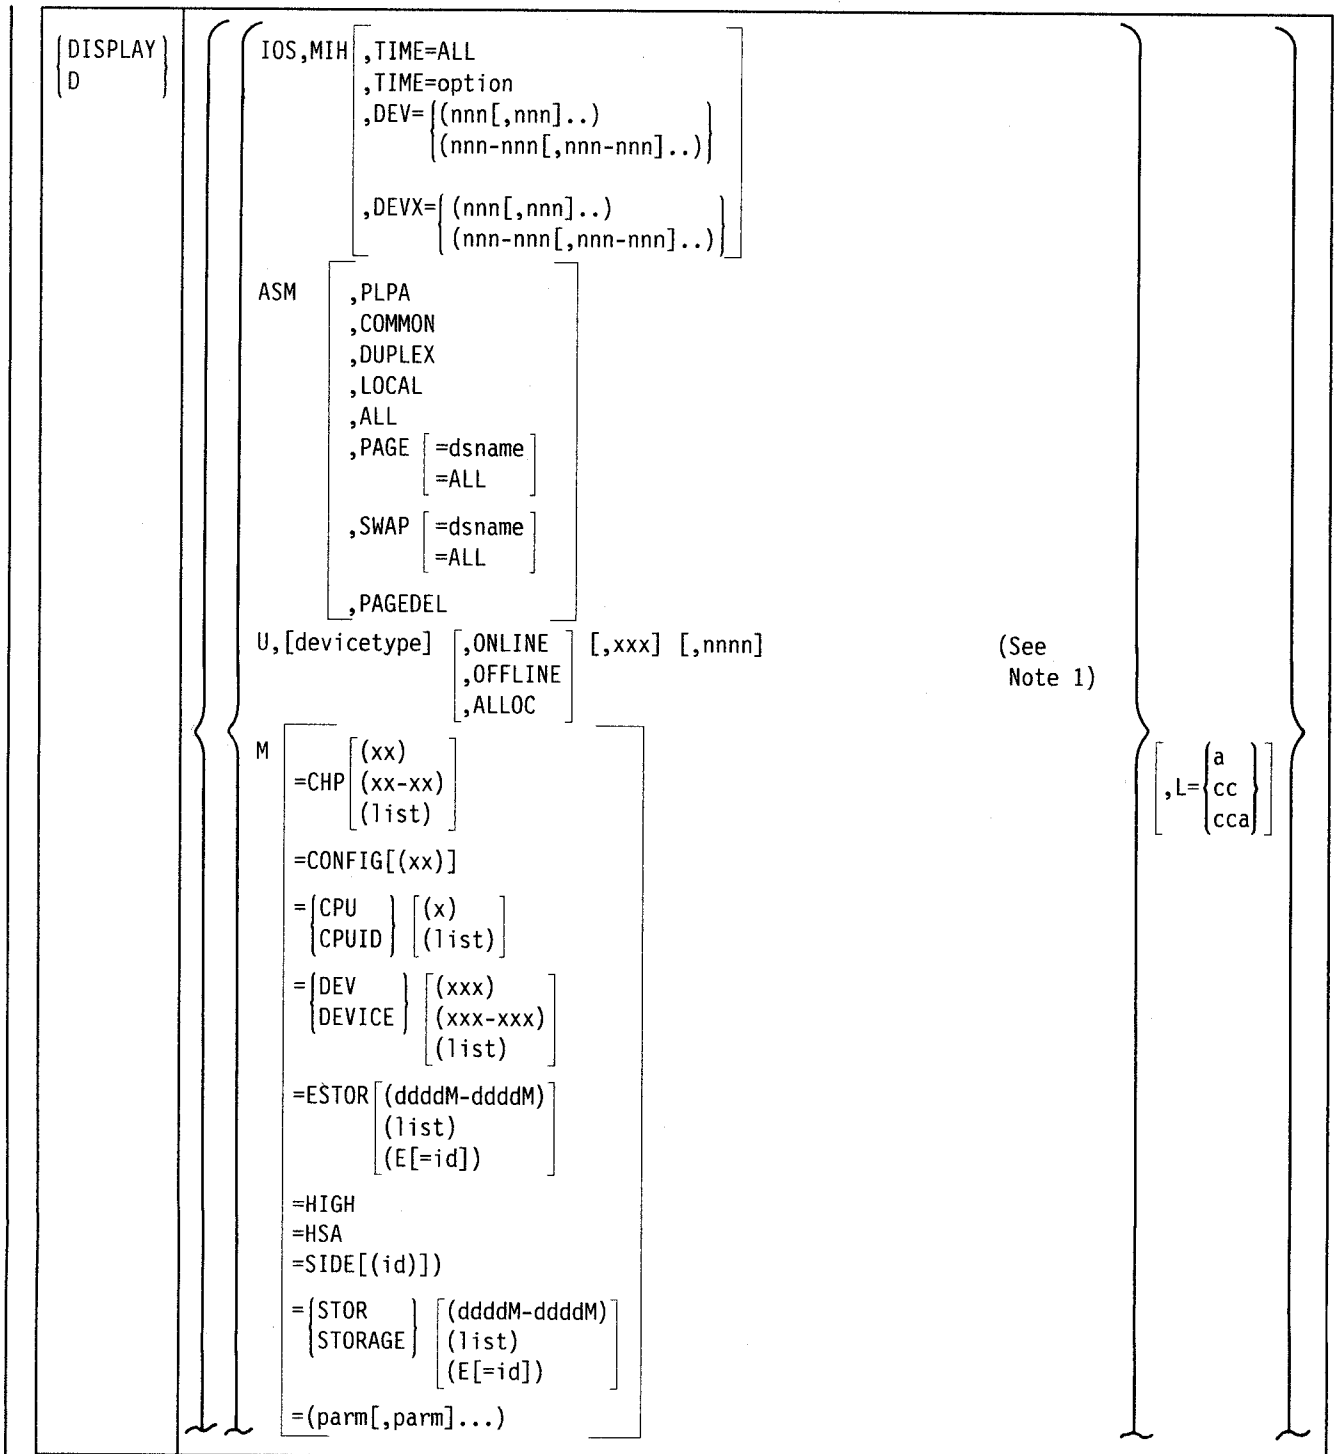 DISPLAY
D
IOS,MIH ,TIME=ALL
,TIME=option
,DEV= (nnn[,nnn]..)
(nnn-nnn[,nnn-nnn]..)
,DEVX= (nnn[,nnn]..)
(nnn-nnn[,nnn-nnn]..)
ASM ,PLPA
,COMMON
,DUPLEX
,LOCAL
,ALL
,PAGE =dsname
=ALL
,SWAP =dsname
=ALL
,PAGEDEL
U,[devicetype] ,ONLINE [,xxx] [,nnnn] (See
,OFFLINE Note 1)
,ALLOC
M (xx)
=CHP (xx-xx)
(list)
=CONFIG[(xx)]
= CPU (x)
CPUID (list)
= DEV (xxx)
DEVICE (xxx-xxx)
(list)
=ESTOR (ddddM-ddddM)
(list)
(E[=id])
=HIGH
=HSA
=SIDE[(id)])
= STOR (ddddM-ddddM)
STORAGE (list)
(E[=id])
=(parm[,parm]...)
a
,L= cc
cca